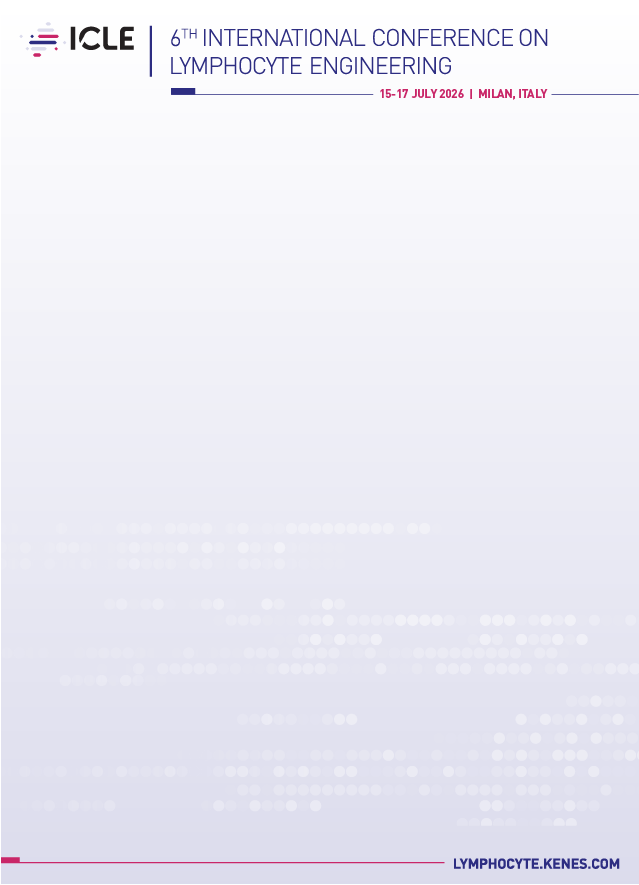 ICLE
6TH INTERNATIONAL CONFERENCE ON
LYMPHOCYTE ENGINEERING
15-17 JULY 2026 | MILAN, ITALY
LYMPHOCYTE.KENES.COM